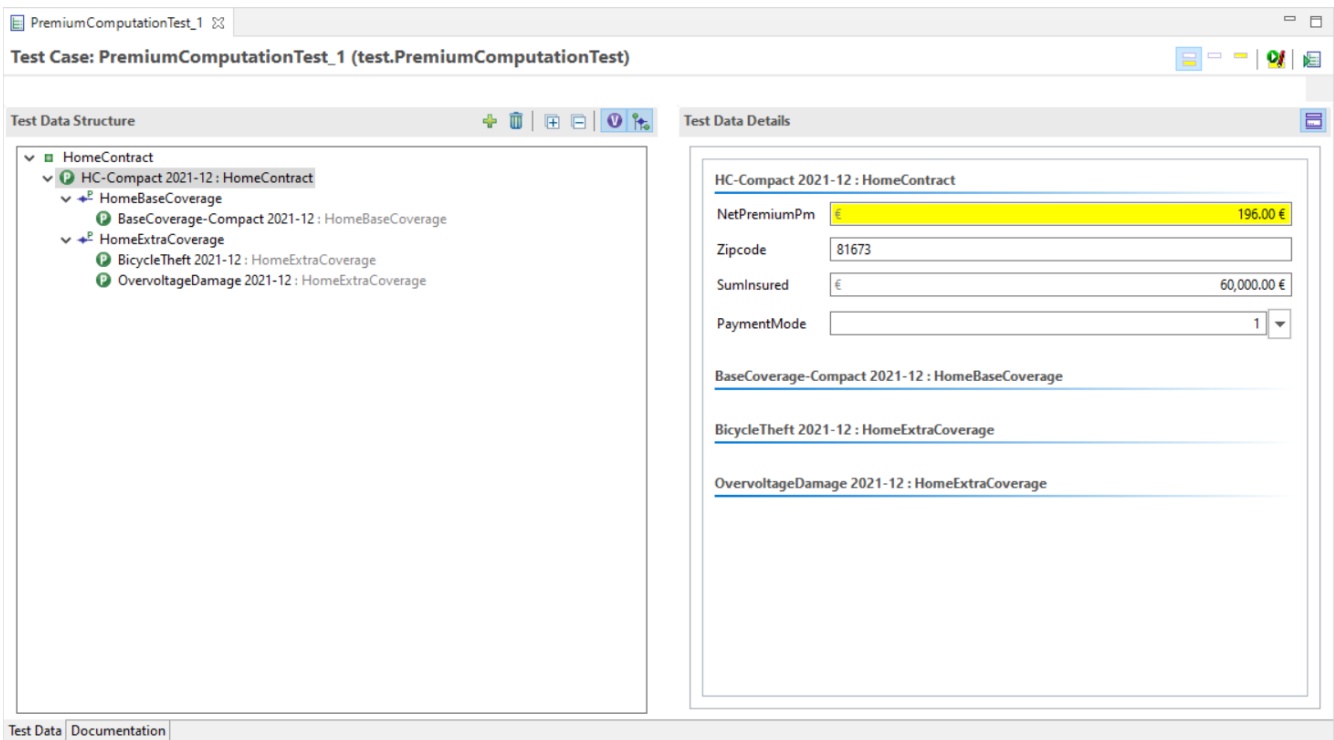 PremiumComputationTest_1
Test Case: PremiumComputationTest_1 (test.PremiumComputationTest)
Test Data Structure
HomeContract
HC-Compact 2021-12 : HomeContract
HomeBaseCoverage
BaseCoverage-Compact 2021-12 : HomeBaseCoverage
HomeExtraCoverage
BicycleTheft 2021-12 : HomeExtraCoverage
OvervoltageDamage 2021-12 : HomeExtraCoverage
Test Data Details
HC-Compact 2021-12 : HomeContract
NetPremiumPm € 196.00 €
Zipcode 81673
SumInsured € 60,000.00 €
PaymentMode 1
BaseCoverage-Compact 2021-12 : HomeBaseCoverage
BicycleTheft 2021-12 : HomeExtraCoverage
OvervoltageDamage 2021-12 : HomeExtraCoverage
Test Data Documentation